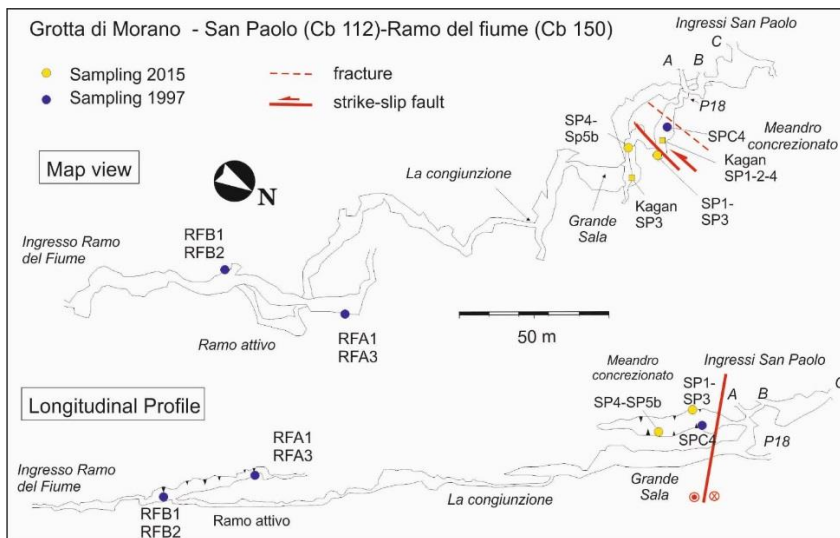 Grotta di Morano - San Paolo (Cb 112)-Ramo del fiume (Cb 150)
Sampling 2015
Sampling 1997
fracture
strike-slip fault
Ingressi San Paolo
C
A B
P18
SP4-
Sp5b
SPC4
Meandro
concrezionato
Kagan
SP1-2-4
Map view
N
La congiunzione
Grande
Sala
Kagan
SP3
SP1-
SP3
Ingresso Ramo
del Fiume
RFB1
RFB2
Ramo attivo
RFA1
RFA3
50 m
Longitudinal Profile
Ingressi San Paolo
Meandro
concrezionato
SP1-
SP3
A B C
SP4-SP5b
SPC4
P18
RFA1
RFA3
Ingresso Ramo
del Fiume
RFB1
RFB2
Ramo attivo
La congiunzione
Grande
Sala